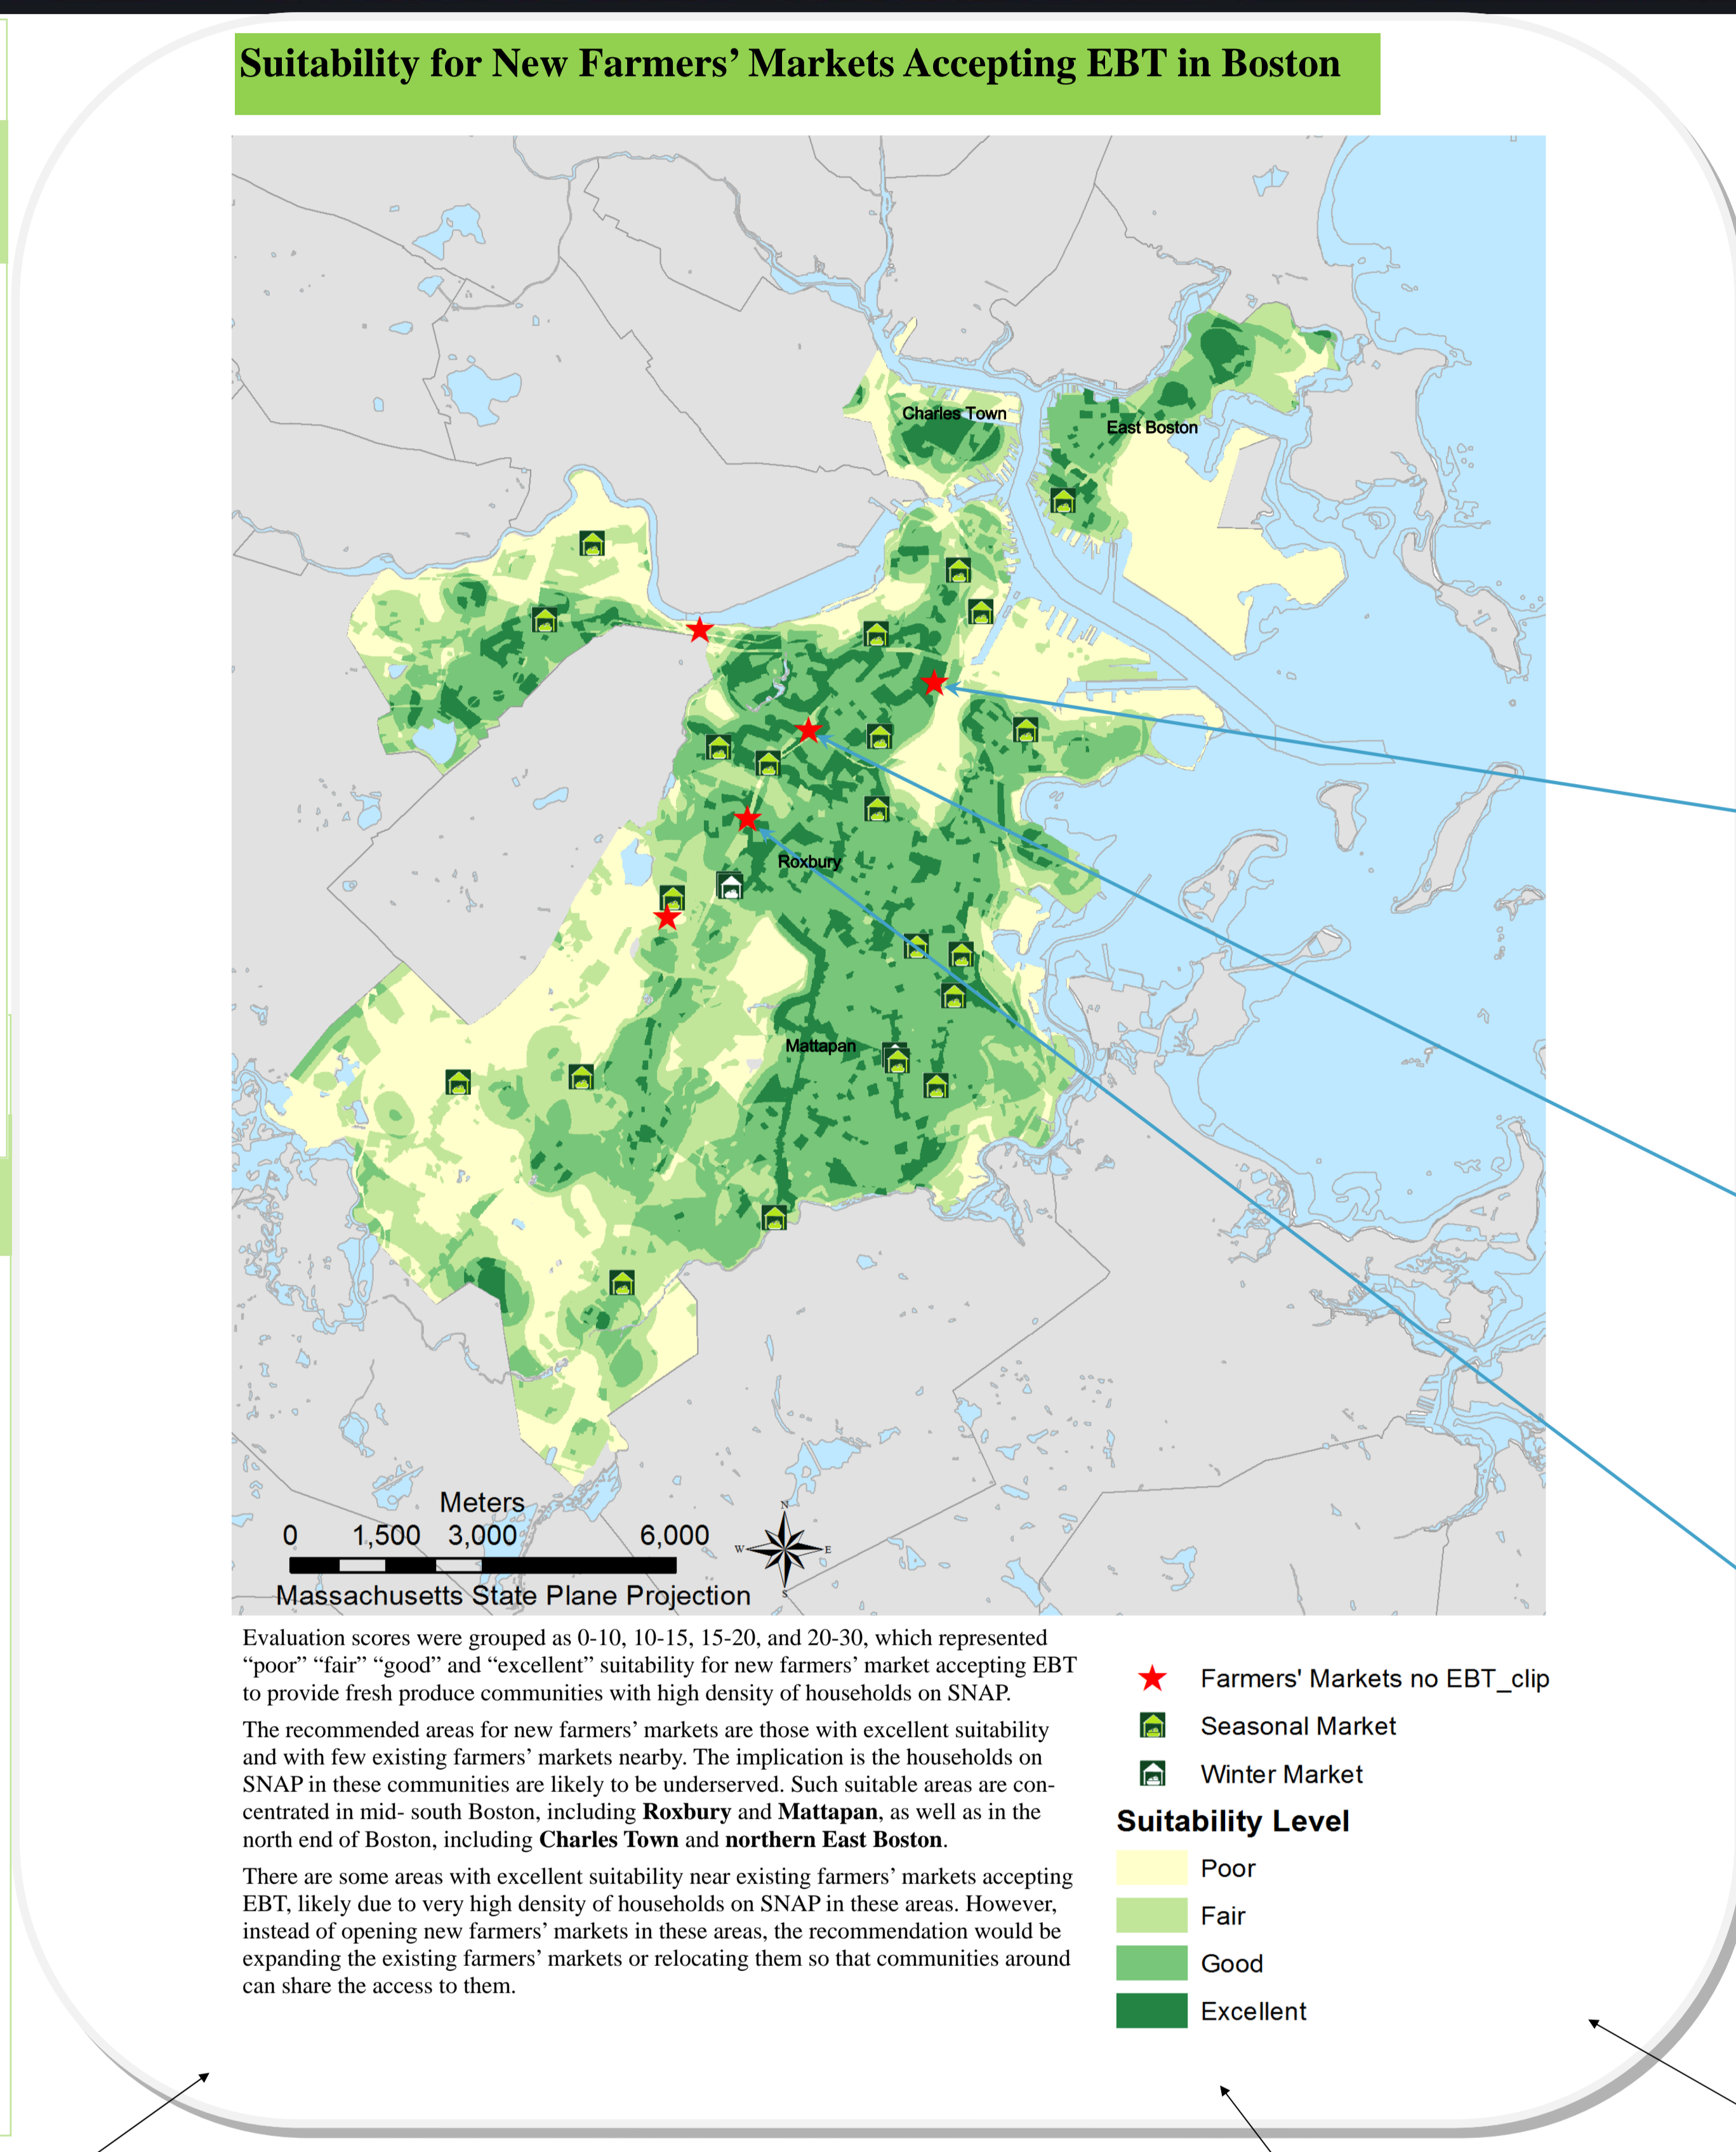 Suitability for New Farmers’ Markets Accepting EBT in Boston
Charles Town
East Boston
Roxbury
Mattapan
Meters
0 1,500 3,000 6,000
N
W E
S
Massachusetts State Plane Projection
Evaluation scores were grouped as 0-10, 10-15, 15-20, and 20-30, which represented
“poor” “fair” “good” and “excellent” suitability for new farmers’ market accepting EBT
to provide fresh produce communities with high density of households on SNAP.
The recommended areas for new farmers’ markets are those with excellent suitability
and with few existing farmers’ markets nearby. The implication is the households on
SNAP in these communities are likely to be underserved. Such suitable areas are con-
centrated in mid- south Boston, including Roxbury and Mattapan, as well as in the
north end of Boston, including Charles Town and northern East Boston.
There are some areas with excellent suitability near existing farmers’ markets accepting
EBT, likely due to very high density of households on SNAP in these areas. However,
instead of opening new farmers’ markets in these areas, the recommendation would be
expanding the existing farmers’ markets or relocating them so that communities around
can share the access to them.
Farmers' Markets no EBT_clip
Seasonal Market
Winter Market
Suitability Level
Poor
Fair
Good
Excellent